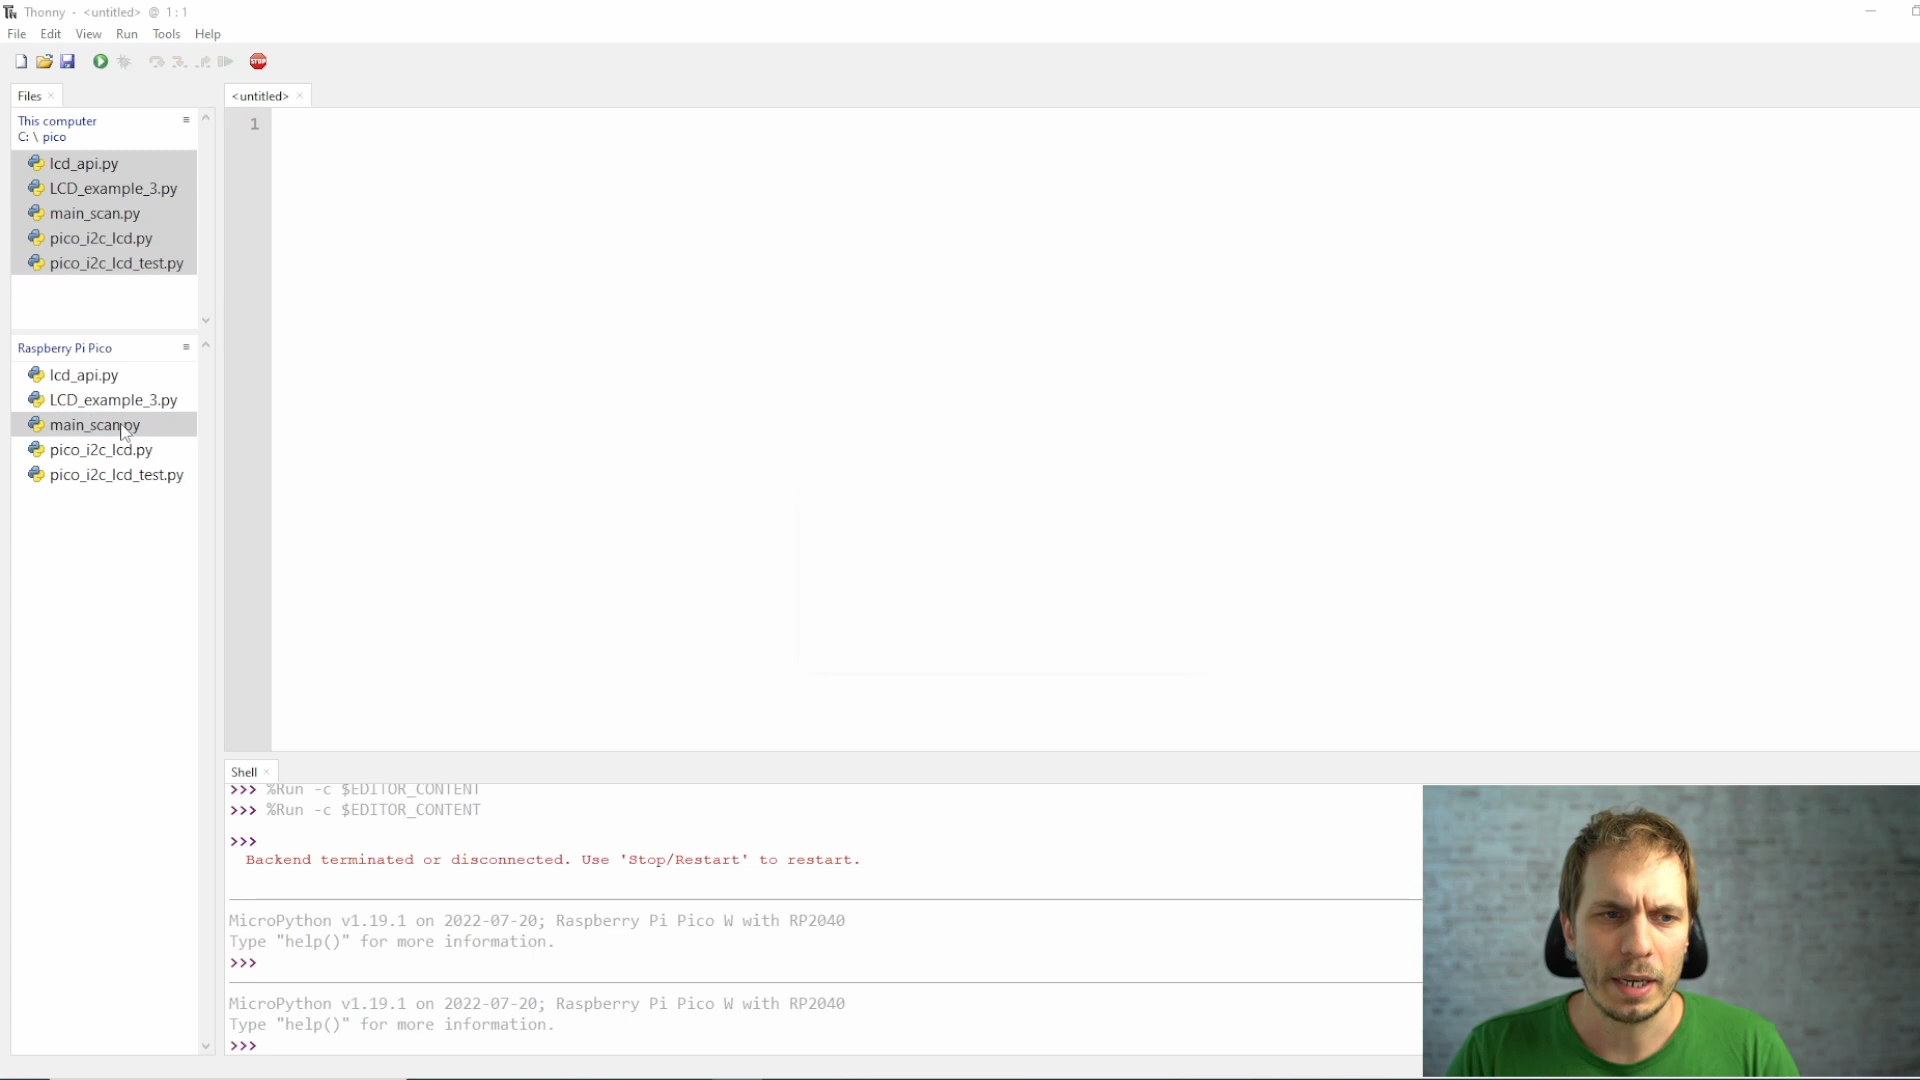 Thonny - <untitled> @ 1 : 1
File Edit View Run Tools Help
STOP
Files ×
<untitled> ×
This computer
C: \ pico
lcd_api.py
LCD_example_3.py
main_scan.py
pico_i2c_lcd.py
pico_i2c_lcd_test.py
Raspberry Pi Pico
lcd_api.py
LCD_example_3.py
main_scan.py
pico_i2c_lcd.py
pico_i2c_lcd_test.py
1
Shell ×
>>> %Run -c $EDITOR_CONTENT
>>> %Run -c $EDITOR_CONTENT
>>>
Backend terminated or disconnected. Use 'Stop/Restart' to restart.
MicroPython v1.19.1 on 2022-07-20; Raspberry Pi Pico W with RP2040
Type "help()" for more information.
>>>
MicroPython v1.19.1 on 2022-07-20; Raspberry Pi Pico W with RP2040
Type "help()" for more information.
>>>